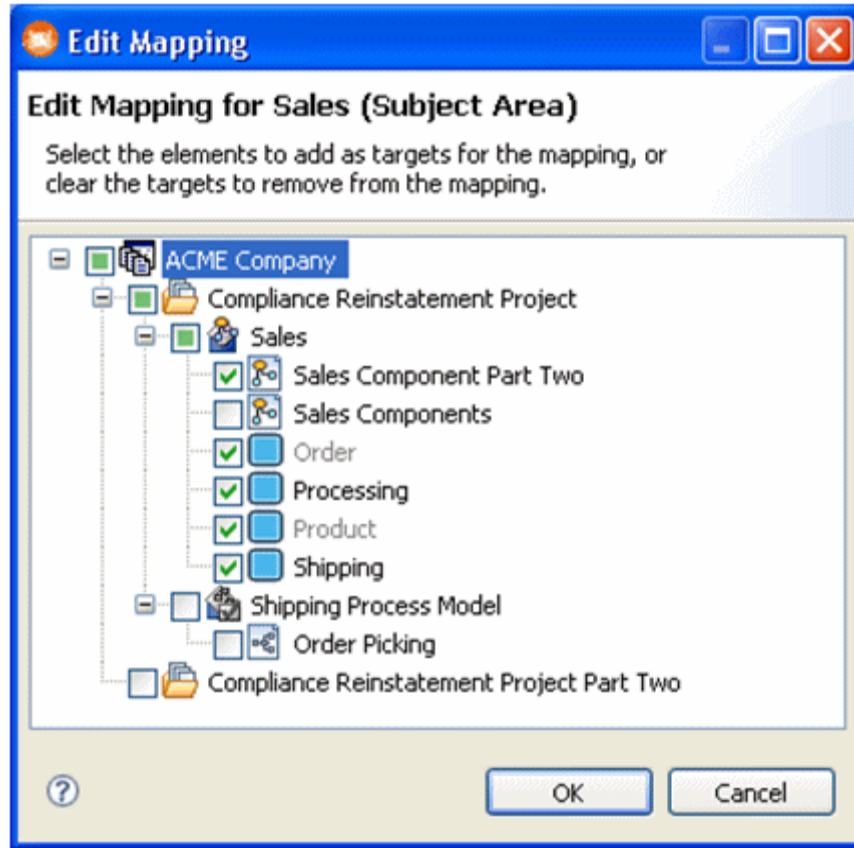 Edit Mapping
Edit Mapping for Sales (Subject Area)
Select the elements to add as targets for the mapping, or
clear the targets to remove from the mapping.
ACME Company
Compliance Reinstatement Project
Sales
Sales Component Part Two
Sales Components
Order
Processing
Product
Shipping
Shipping Process Model
Order Picking
Compliance Reinstatement Project Part Two
OK Cancel